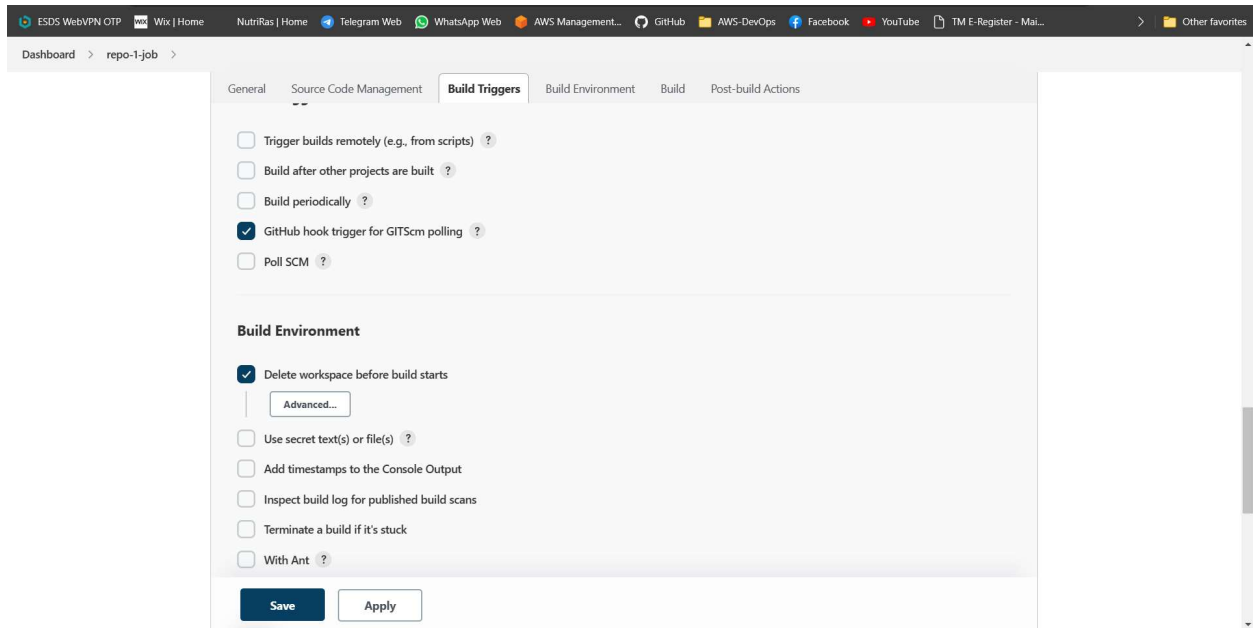 ESDS WebVPN OTP WiX Wix | Home NutriRas | Home Telegram Web WhatsApp Web AWS Management... GitHub AWS-DevOps Facebook YouTube TM E-Register - Mai... Other favorites
Dashboard > repo-1-job >
General Source Code Management Build Triggers Build Environment Build Post-build Actions
Trigger builds remotely (e.g., from scripts) ?
Build after other projects are built ?
Build periodically ?
GitHub hook trigger for GITScm polling ?
Poll SCM ?
Build Environment
Delete workspace before build starts
Advanced...
Use secret text(s) or file(s) ?
Add timestamps to the Console Output
Inspect build log for published build scans
Terminate a build if it's stuck
With Ant ?
Save Apply